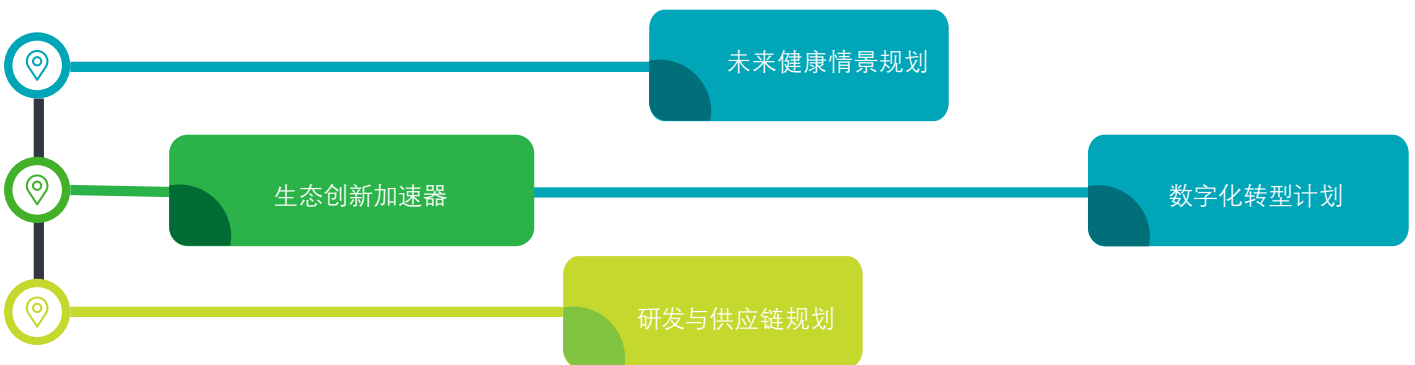 未来健康情景规划
生态创新加速器
数字化转型计划
研发与供应链规划